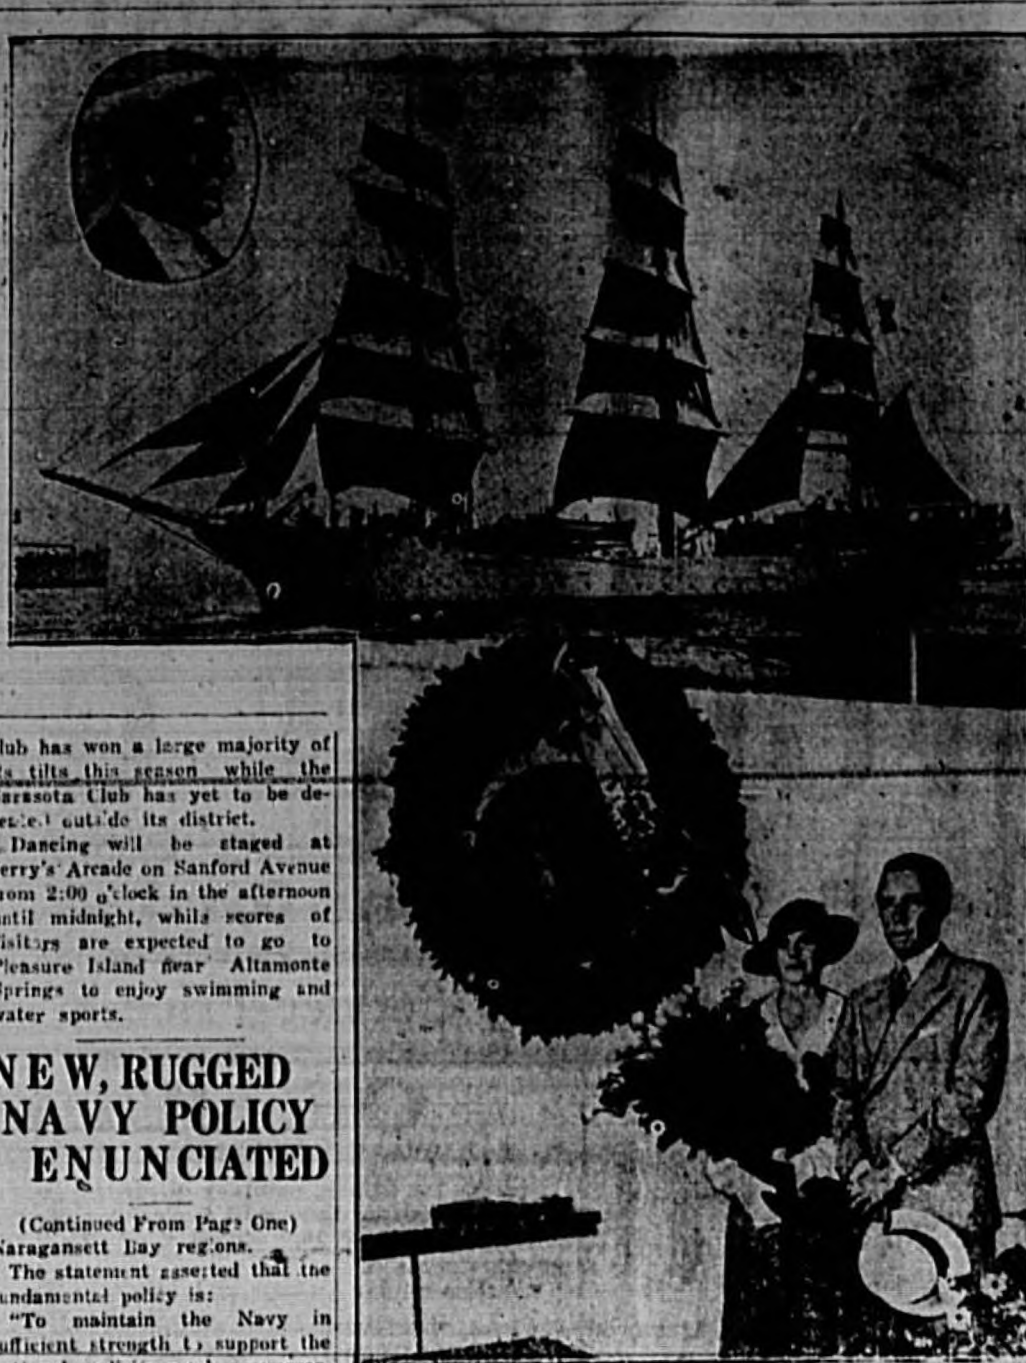 lub has won a large majority of
s tilts this season while the
arasota Club has yet to be de-
outside its district.
Dancing will be staged at
erry's Arcade on Sanford Avenue
rom 2:00 o'clock in the afternoon
ntil midnight, while scores of
isitors are expected to go to
Pleasure Island near Altamonte
Springs to enjoy swimming and
water sports.
NEW, RUGGED
NAVY POLICY
ENUNCIATED
(Continued From Page One)
Naragansett Bay regions.
The statement asserted that the
undamental policy is:
"To maintain the Navy in
ufficient strength to support the